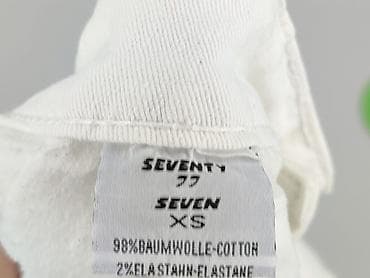 SEVENTY
77
SEVEN
XS
98%BAUMWOLLE-COTTON
2%ELASTAHN-ELASTANE